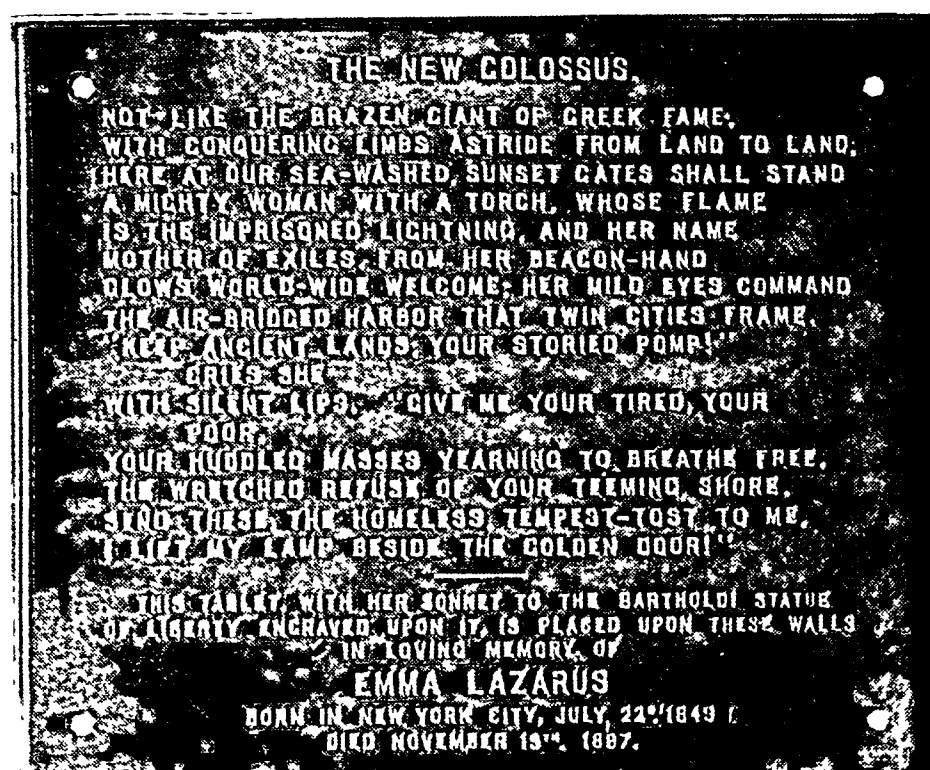 THE NEW COLOSSUS.
NOT LIKE THE BRAZEN GIANT OF GREEK FAME,
WITH CONQUERING LIMBS ASTRIDE FROM LAND TO LAND;
HERE AT OUR SEA-WASHED, SUNSET GATES SHALL STAND
A MIGHTY WOMAN WITH A TORCH, WHOSE FLAME
IS THE IMPRISONED LIGHTNING, AND HER NAME
MOTHER OF EXILES. FROM HER BEACON-HAND
GLOWS WORLD-WIDE WELCOME; HER MILD EYES COMMAND
THE AIR-BRIDGED HARBOR THAT TWIN CITIES FRAME.
"KEEP ANCIENT LANDS, YOUR STORIED POMP!"
CRIES SHE
WITH SILENT LIPS. "GIVE ME YOUR TIRED, YOUR
POOR,
YOUR HUDDLED MASSES YEARNING TO BREATHE FREE,
THE WRETCHED REFUSE OF YOUR TEEMING SHORE.
SEND THESE, THE HOMELESS, TEMPEST-TOST TO ME.
I LIFT MY LAMP BESIDE THE GOLDEN DOOR!"
THIS TABLET, WITH HER SONNET TO THE BARTHOLDI STATUE
OF LIBERTY ENGRAVED UPON IT, IS PLACED UPON THESE WALLS
IN LOVING MEMORY OF
EMMA LAZARUS
BORN IN NEW YORK CITY, JULY 22D, 1849
DIED NOVEMBER 19TH, 1887.